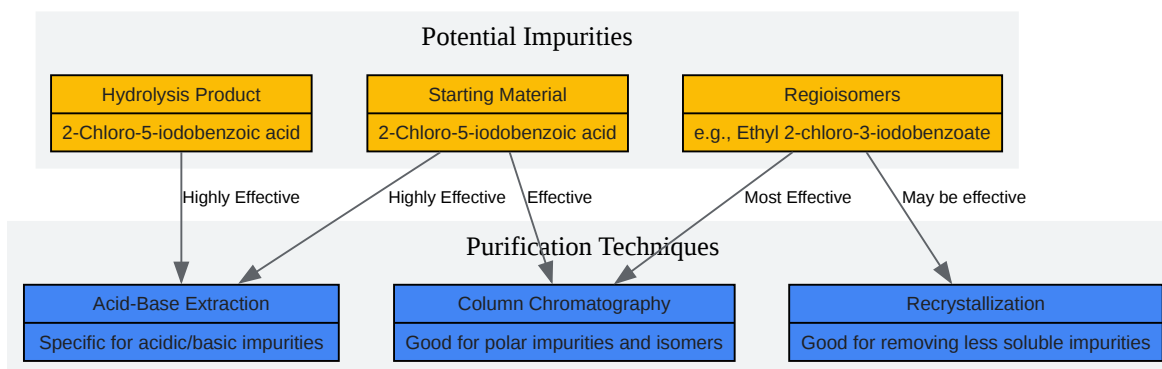 Potential Impurities
Hydrolysis Product
2-Chloro-5-iodobenzoic acid
Starting Material
2-Chloro-5-iodobenzoic acid
Regioisomers
e.g., Ethyl 2-chloro-3-iodobenzoate
Highly Effective
Highly Effective
Effective
Most Effective
May be effective
Purification Techniques
Acid-Base Extraction
Specific for acidic/basic impurities
Column Chromatography
Good for polar impurities and isomers
Recrystallization
Good for removing less soluble impurities